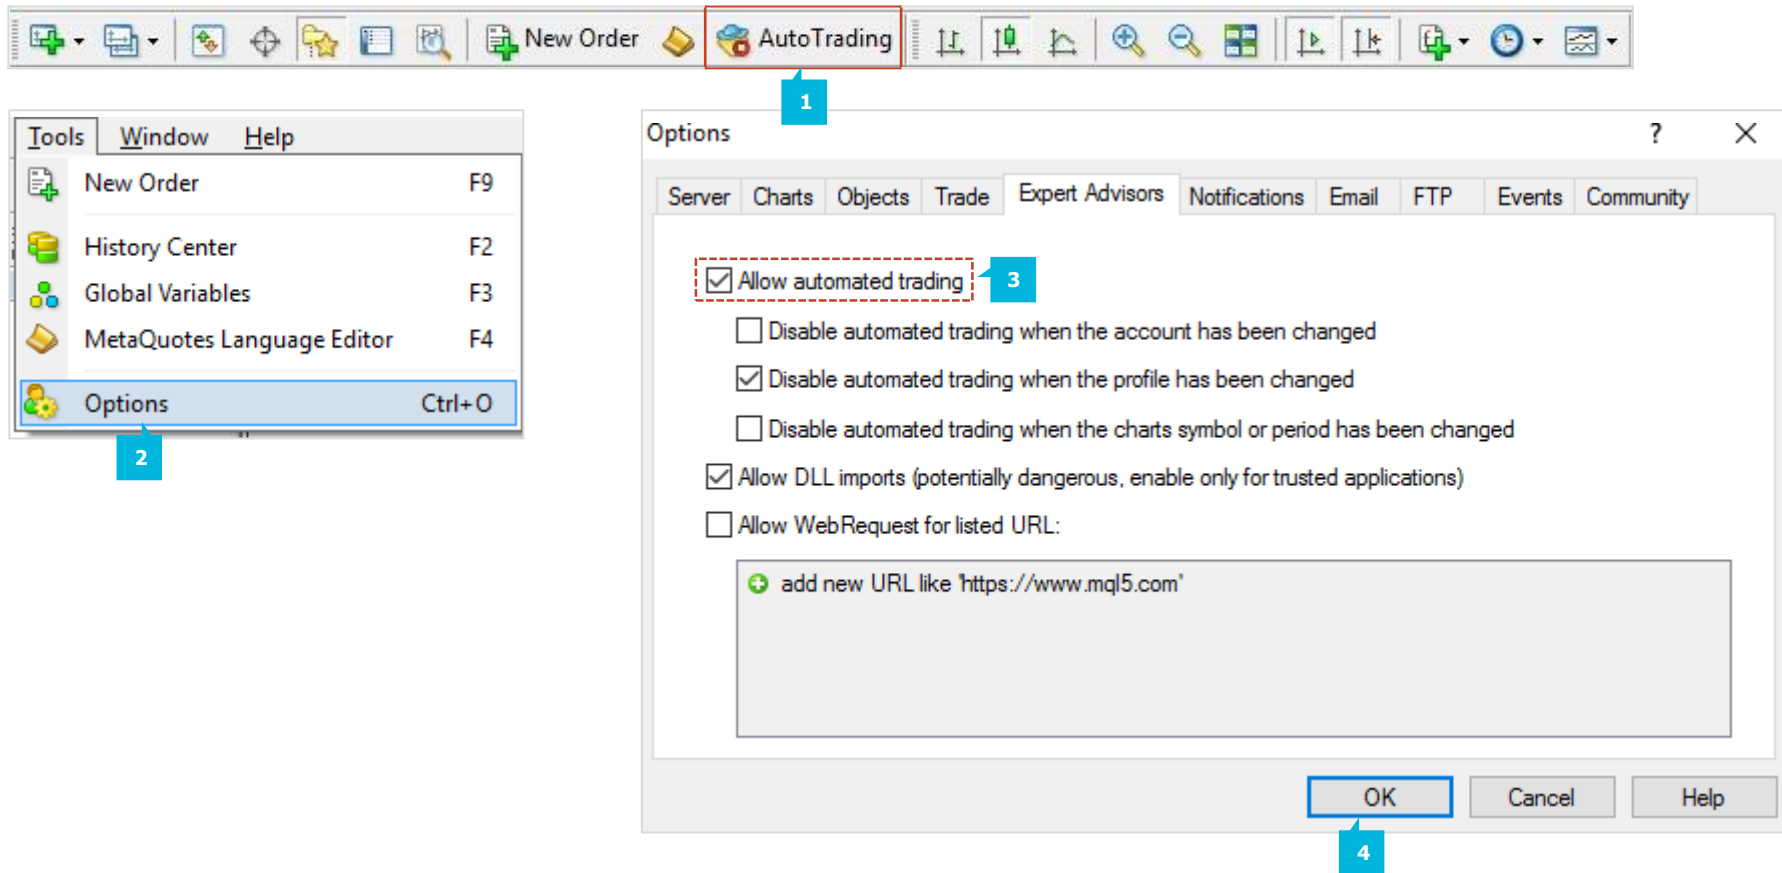 New Order
AutoTrading
1
Tools Window Help
New Order F9
History Center F2
Global Variables F3
MetaQuotes Language Editor F4
Options Ctrl+O
2
Options ?
Server Charts Objects Trade Expert Advisors Notifications Email FTP Events Community
Allow automated trading
3
Disable automated trading when the account has been changed
Disable automated trading when the profile has been changed
Disable automated trading when the charts symbol or period has been changed
Allow DLL imports (potentially dangerous, enable only for trusted applications)
Allow WebRequest for listed URL:
add new URL like 'https://www.mql5.com'
OK Cancel Help
4